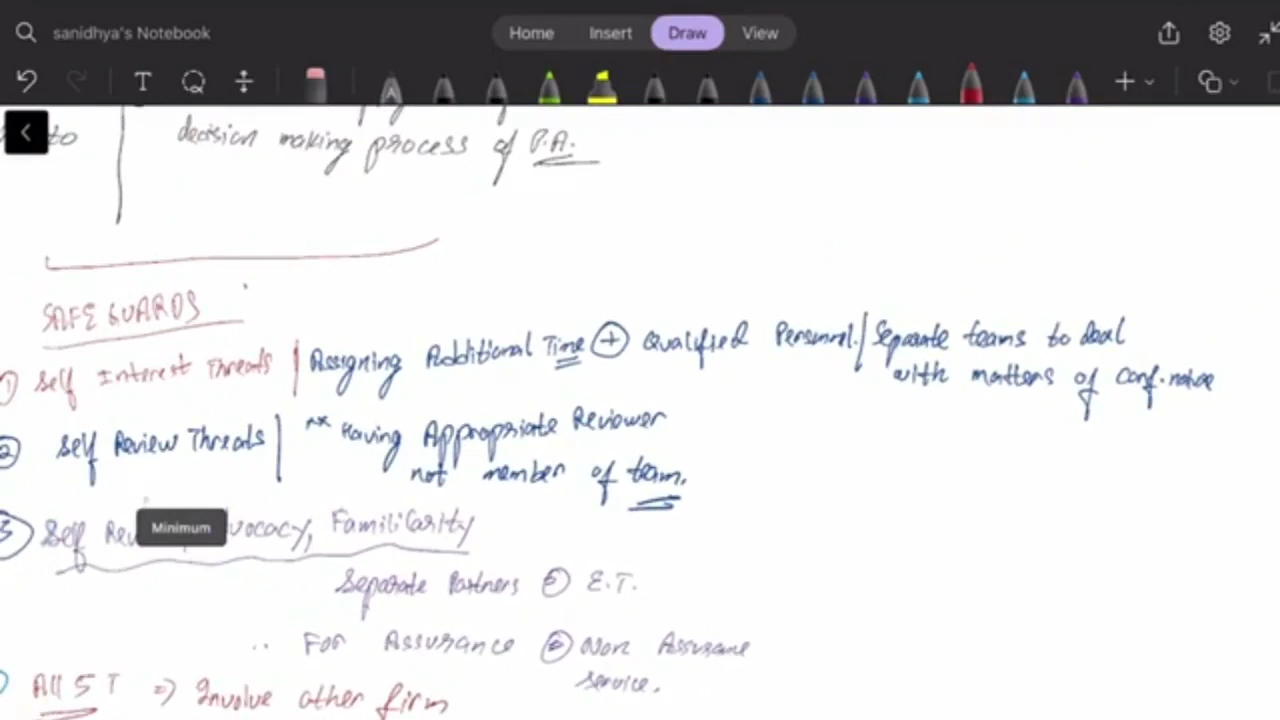 sanidhya's Notebook
Home Insert Draw View
to
decision making process of P.A.
SAFEGUARDS
1 Self Interest Threats | Assigning Additional Time + Qualified Personnel. / Separate teams to deal
with matters of conf. nature
2 Self Review Threats | ** Having Appropriate Reviewer
not member of team.
3 Self Rev vocacy, Familiarity
Minimum
Separate Partners & E.T.
For Assurance & Non Assurance
service.
All 5 T => Involve other firm